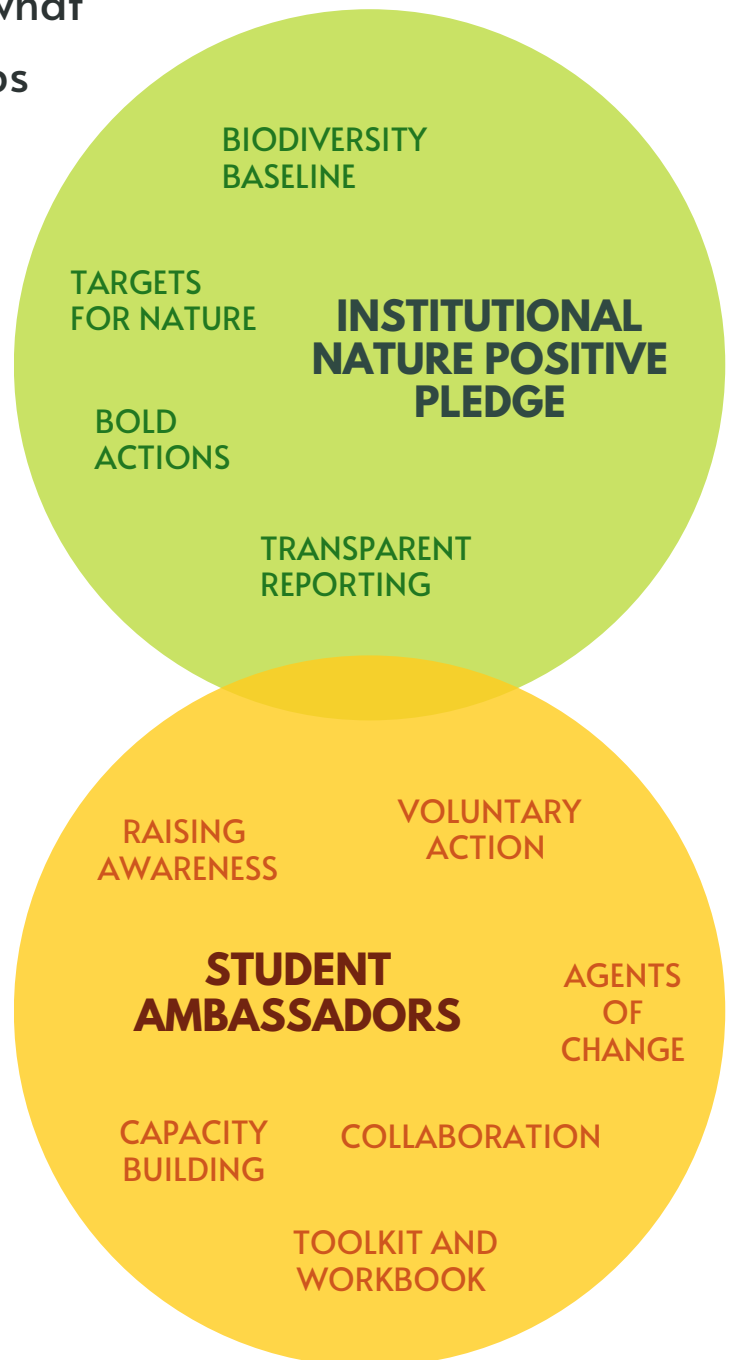 what
BIODIVERSITY
BASELINE
TARGETS
FOR NATURE
INSTITUTIONAL
NATURE POSITIVE
PLEDGE
BOLD
ACTIONS
TRANSPARENT
REPORTING
RAISING
AWARENESS
VOLUNTARY
ACTION
STUDENT
AMBASSADORS
AGENTS
OF
CHANGE
CAPACITY
BUILDING
COLLABORATION
TOOLKIT AND
WORKBOOK